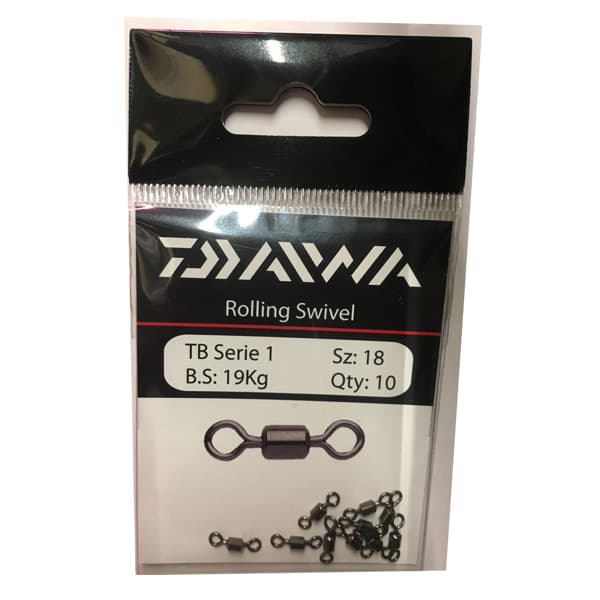 DAIWA
Rolling Swivel
TB Serie 1 Sz: 18
B.S: 19Kg Qty: 10